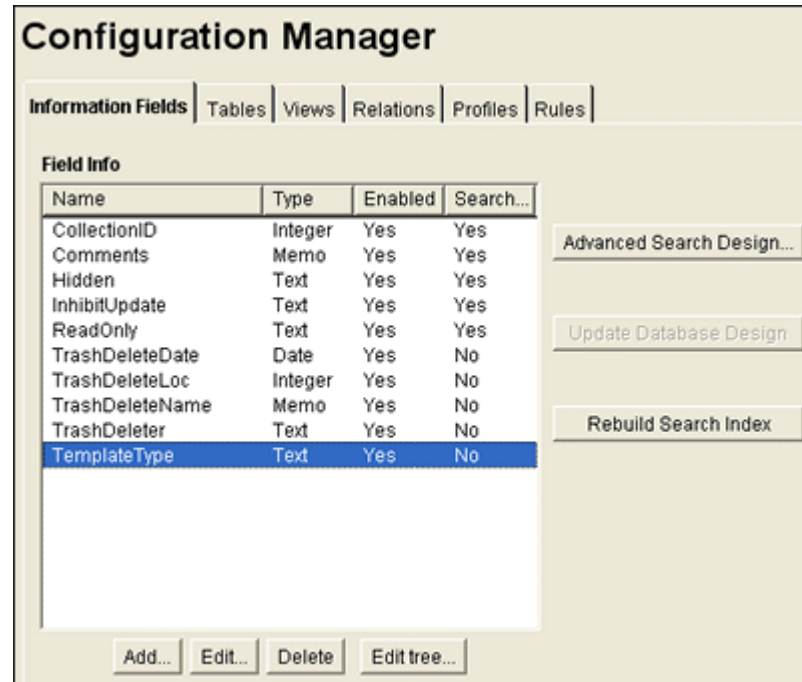 Configuration Manager
Information Fields Tables Views Relations Profiles Rules
Field Info
Name Type Enabled Search...
CollectionID Integer Yes Yes
Comments Memo Yes Yes
Hidden Text Yes Yes
InhibitUpdate Text Yes Yes
ReadOnly Text Yes Yes
TrashDeleteDate Date Yes No
TrashDeleteLoc Integer Yes No
TrashDeleteName Memo Yes No
TrashDeleter Text Yes No
TemplateType Text Yes No
Advanced Search Design...
Update Database Design
Rebuild Search Index
Add... Edit... Delete Edit tree...